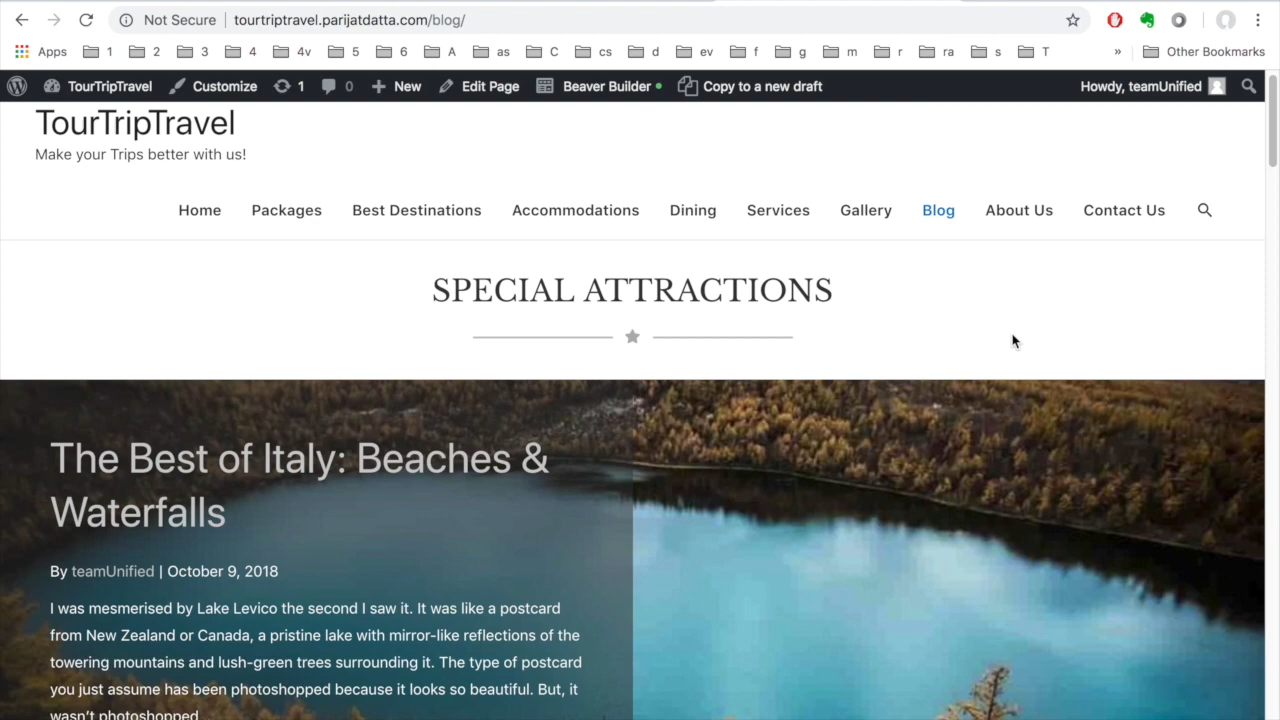 Not Secure | tourtriptravel.parijatdatta.com/blog/
Apps 1 2 3 4 4v 5 6 A as C cs d ev f g m r ra s T » Other Bookmarks
TourTripTravel Customize 1 0 New Edit Page Beaver Builder Copy to a new draft Howdy, teamUnified
TourTripTravel
Make your Trips better with us!
Home Packages Best Destinations Accommodations Dining Services Gallery Blog About Us Contact Us
SPECIAL ATTRACTIONS
The Best of Italy: Beaches &
Waterfalls
By teamUnified | October 9, 2018
I was mesmerised by Lake Levico the second I saw it. It was like a postcard
from New Zealand or Canada, a pristine lake with mirror-like reflections of the
towering mountains and lush-green trees surrounding it. The type of postcard
you just assume has been photoshopped because it looks so beautiful. But, it
wasn't photoshopped